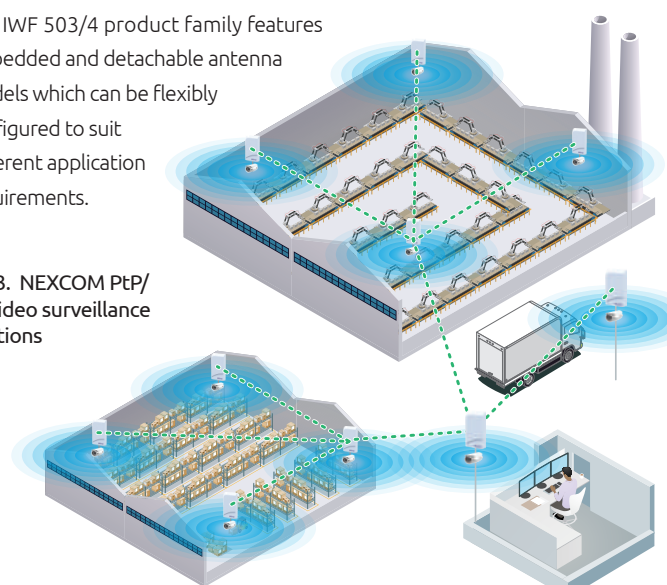 IWF 503/4 product family features
bedded and detachable antenna
dels which can be flexibly
figured to suit
erent application
uirements.
3. NEXCOM PtP/
ideo surveillance
tions